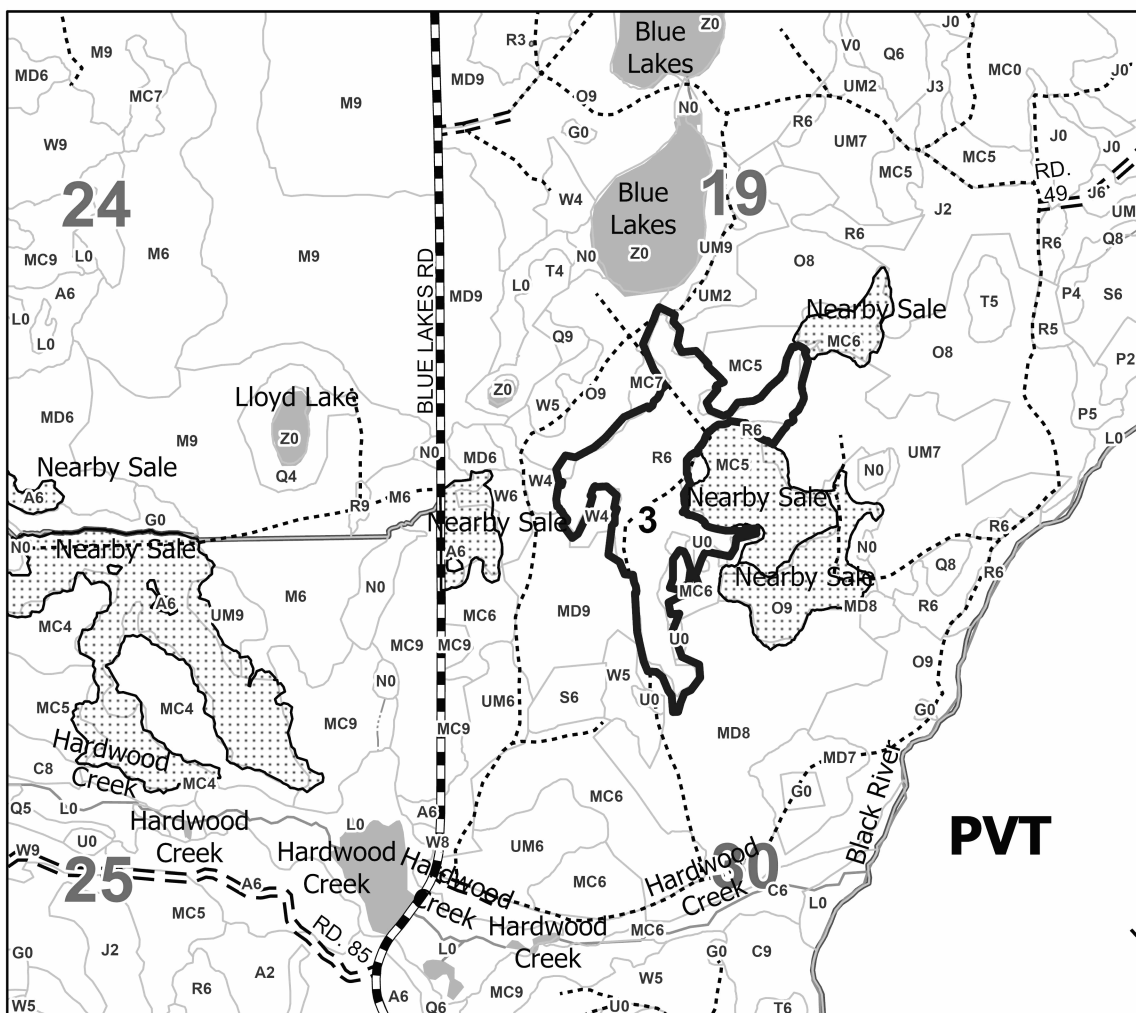 Z0
Blue
Lakes
R3
M9
V0
J0
Q6
MD6
MC7
M9
MD9
O9
UM2
J3
MC0
J0
N0
G0
R6
W9
UM7
J0
J0
MC5
MC5
RD.
49
24
19
Blue
Lakes
W4
J6
J2
UM
M6
M9
N0
Z0
UM9
R6
R6
Q8
MC9
L0
BLUE LAKES RD
T4
O8
A6
MD9
L0
UM2
T5
P4
S6
L0
Nearby Sale
R5
L0
Q9
MC6
O8
P2
MC5
Lloyd Lake
MC7
Z0
W5
O9
MD6
P5
M9
Z0
R6
L0
N0
MD6
R6
MC5
UM7
Nearby Sale
Q4
W4
N0
A6
M6
W6
Nearby Sale
R9
G0
Nearby Sale
W4
3
R6
N0
Nearby Sale
A6
U0
N0
Q8
R6
Nearby Sale
M6
N0
MC6
A6
O9
MD8
R6
MC4
UM9
MC6
MD9
MC9
MC9
U0
O9
N0
W5
MC5
MC4
MC9
UM6
S6
U0
G0
MC9
MD8
Hardwood
Creek
MD7
C8
MC4
G0
MC6
Black River
Q5
L0
Hardwood
Creek
L0
A6
PVT
U0
W8
UM6
W9
25
Hardwood
Creek
Hardwood
Creek
Hardwood
Creek
30
A6
MC6
C6
L0
MC5
RD. 85
Hardwood
Creek
MC6
G0
J2
L0
G0
C9
A2
W5
R6
MC9
W5
A6
Q6
U0
T6